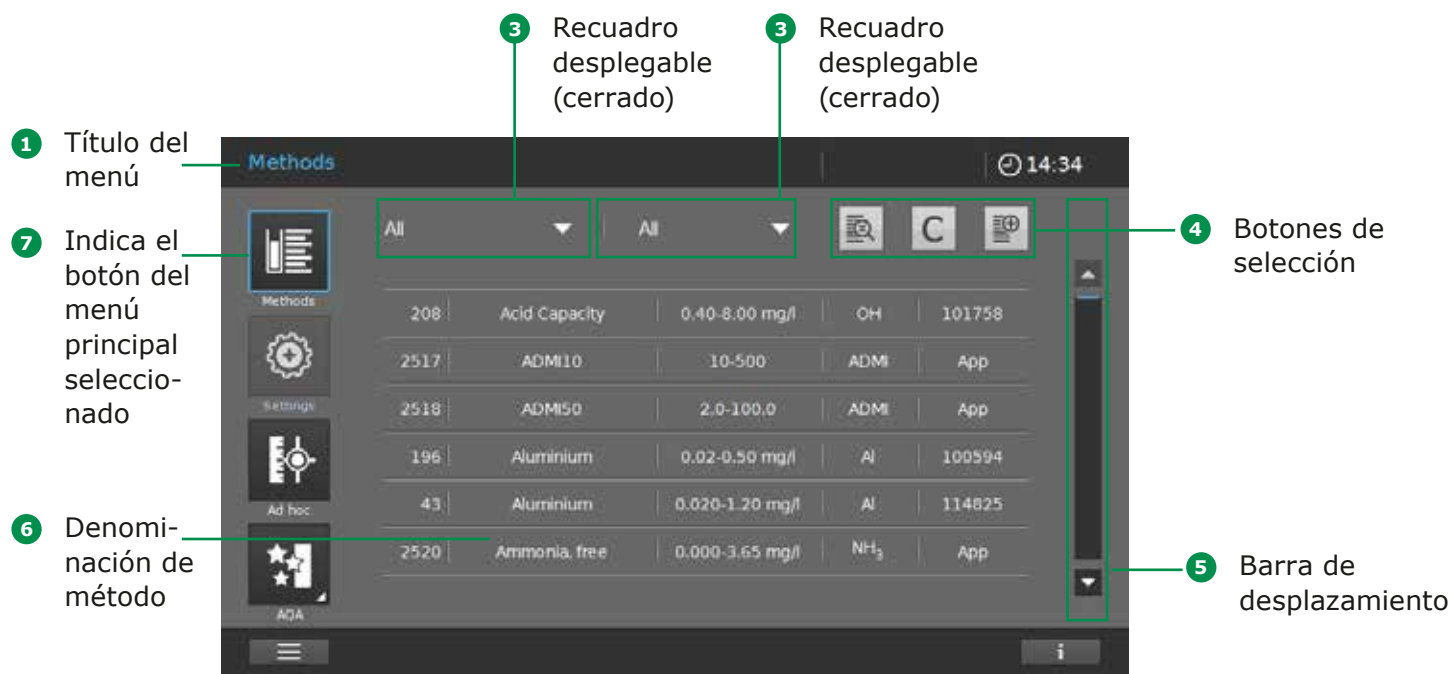 3 Recuadro
desplegable
(cerrado)
3 Recuadro
desplegable
(cerrado)
1 Título del
menú
Methods
14:34
7 Indica el
botón del
menú
principal
seleccio-
nado
All
All
C
4 Botones de
selección
Methods
208 Acid Capacity 0.40-8.00 mg/l OH 101758
2517 ADMI10 10-500 ADMI App
Settings
2518 ADMI50 2.0-100.0 ADMI App
196 Aluminium 0.02-0.50 mg/l Al 100594
Ad hoc
43 Aluminium 0.020-1.20 mg/l Al 114825
6 Denomi-
nación de
método
2520 Ammonia, free 0.000-3.65 mg/l NH₃ App
AQA
5 Barra de
desplazamiento
i